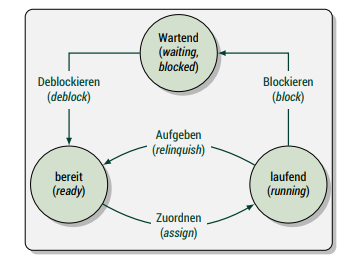 Wartend
(waiting,
blocked)
Deblockieren
(deblock)
Blockieren
(block)
Aufgeben
(relinquish)
bereit
(ready)
laufend
(running)
Zuordnen
(assign)